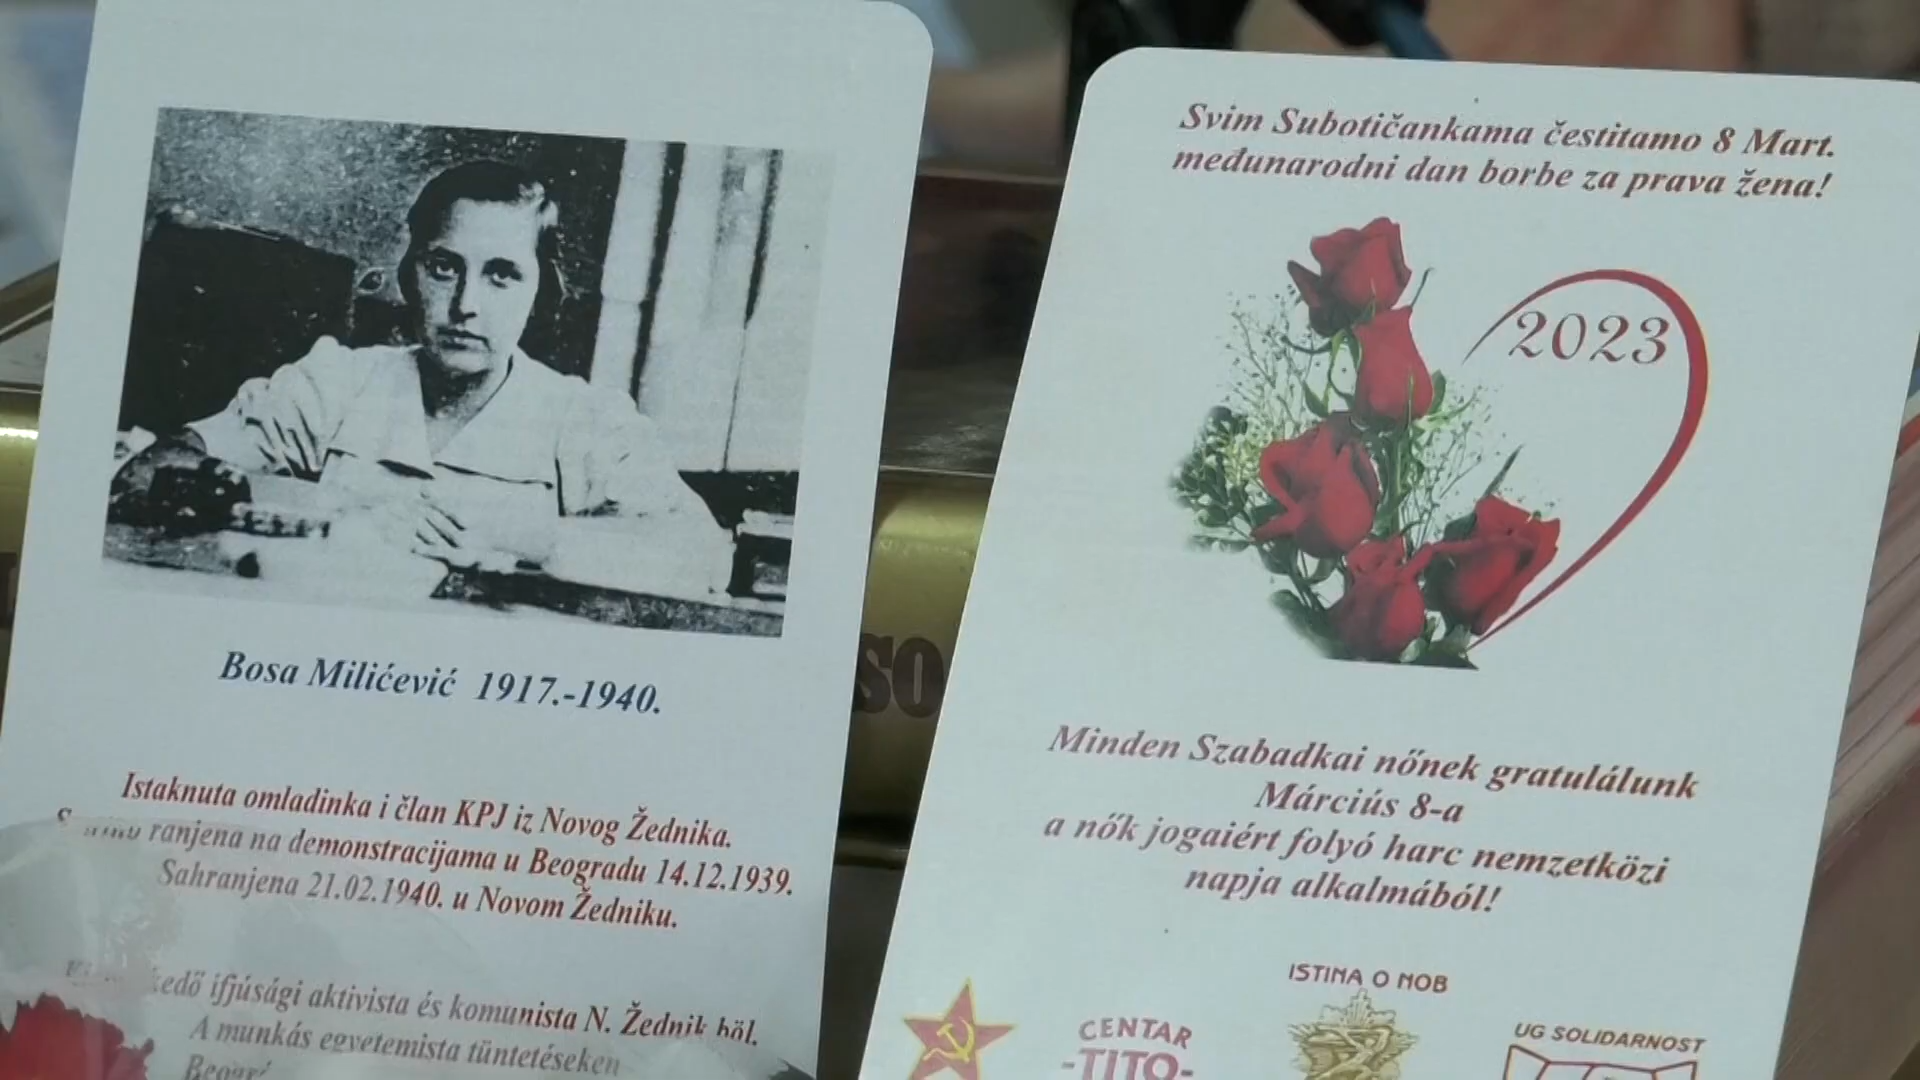 Bosa Milićević 1917.-1940.
Istaknuta omladinka i član KPJ iz Novog Žednika.
ranjena na demonstracijama u Beogradu 14.12.1939.
Sahranjena 21.02.1940. u Novom Žedniku.
ifjúsági aktivista és komunista N. Žednik ből.
A munkás egyetemista tüntetéseken
Svim Subotičankama čestitamo 8 Mart.
međunarodni dan borbe za prava žena!
2023
Minden Szabadkai nőnek gratulálunk
Március 8-a
a nők jogaiért folyó harc nemzetközi
napja alkalmából!
CENTAR
-TITO-
ISTINA O NOB
UG SOLIDARNOST
SO